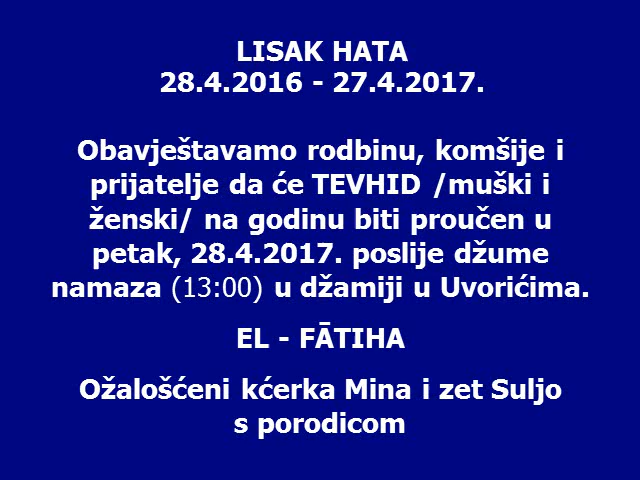 LISAK HATA
28.4.2016 - 27.4.2017.
Obavještavamo rodbinu, komšije i
prijatelje da će TEVHID /muški i
ženski/ na godinu biti proučen u
petak, 28.4.2017. poslije džume
namaza (13:00) u džamiji u Uvorićima.
EL - FĀTIHA
Ožalošćeni kćerka Mina i zet Suljo
s porodicom